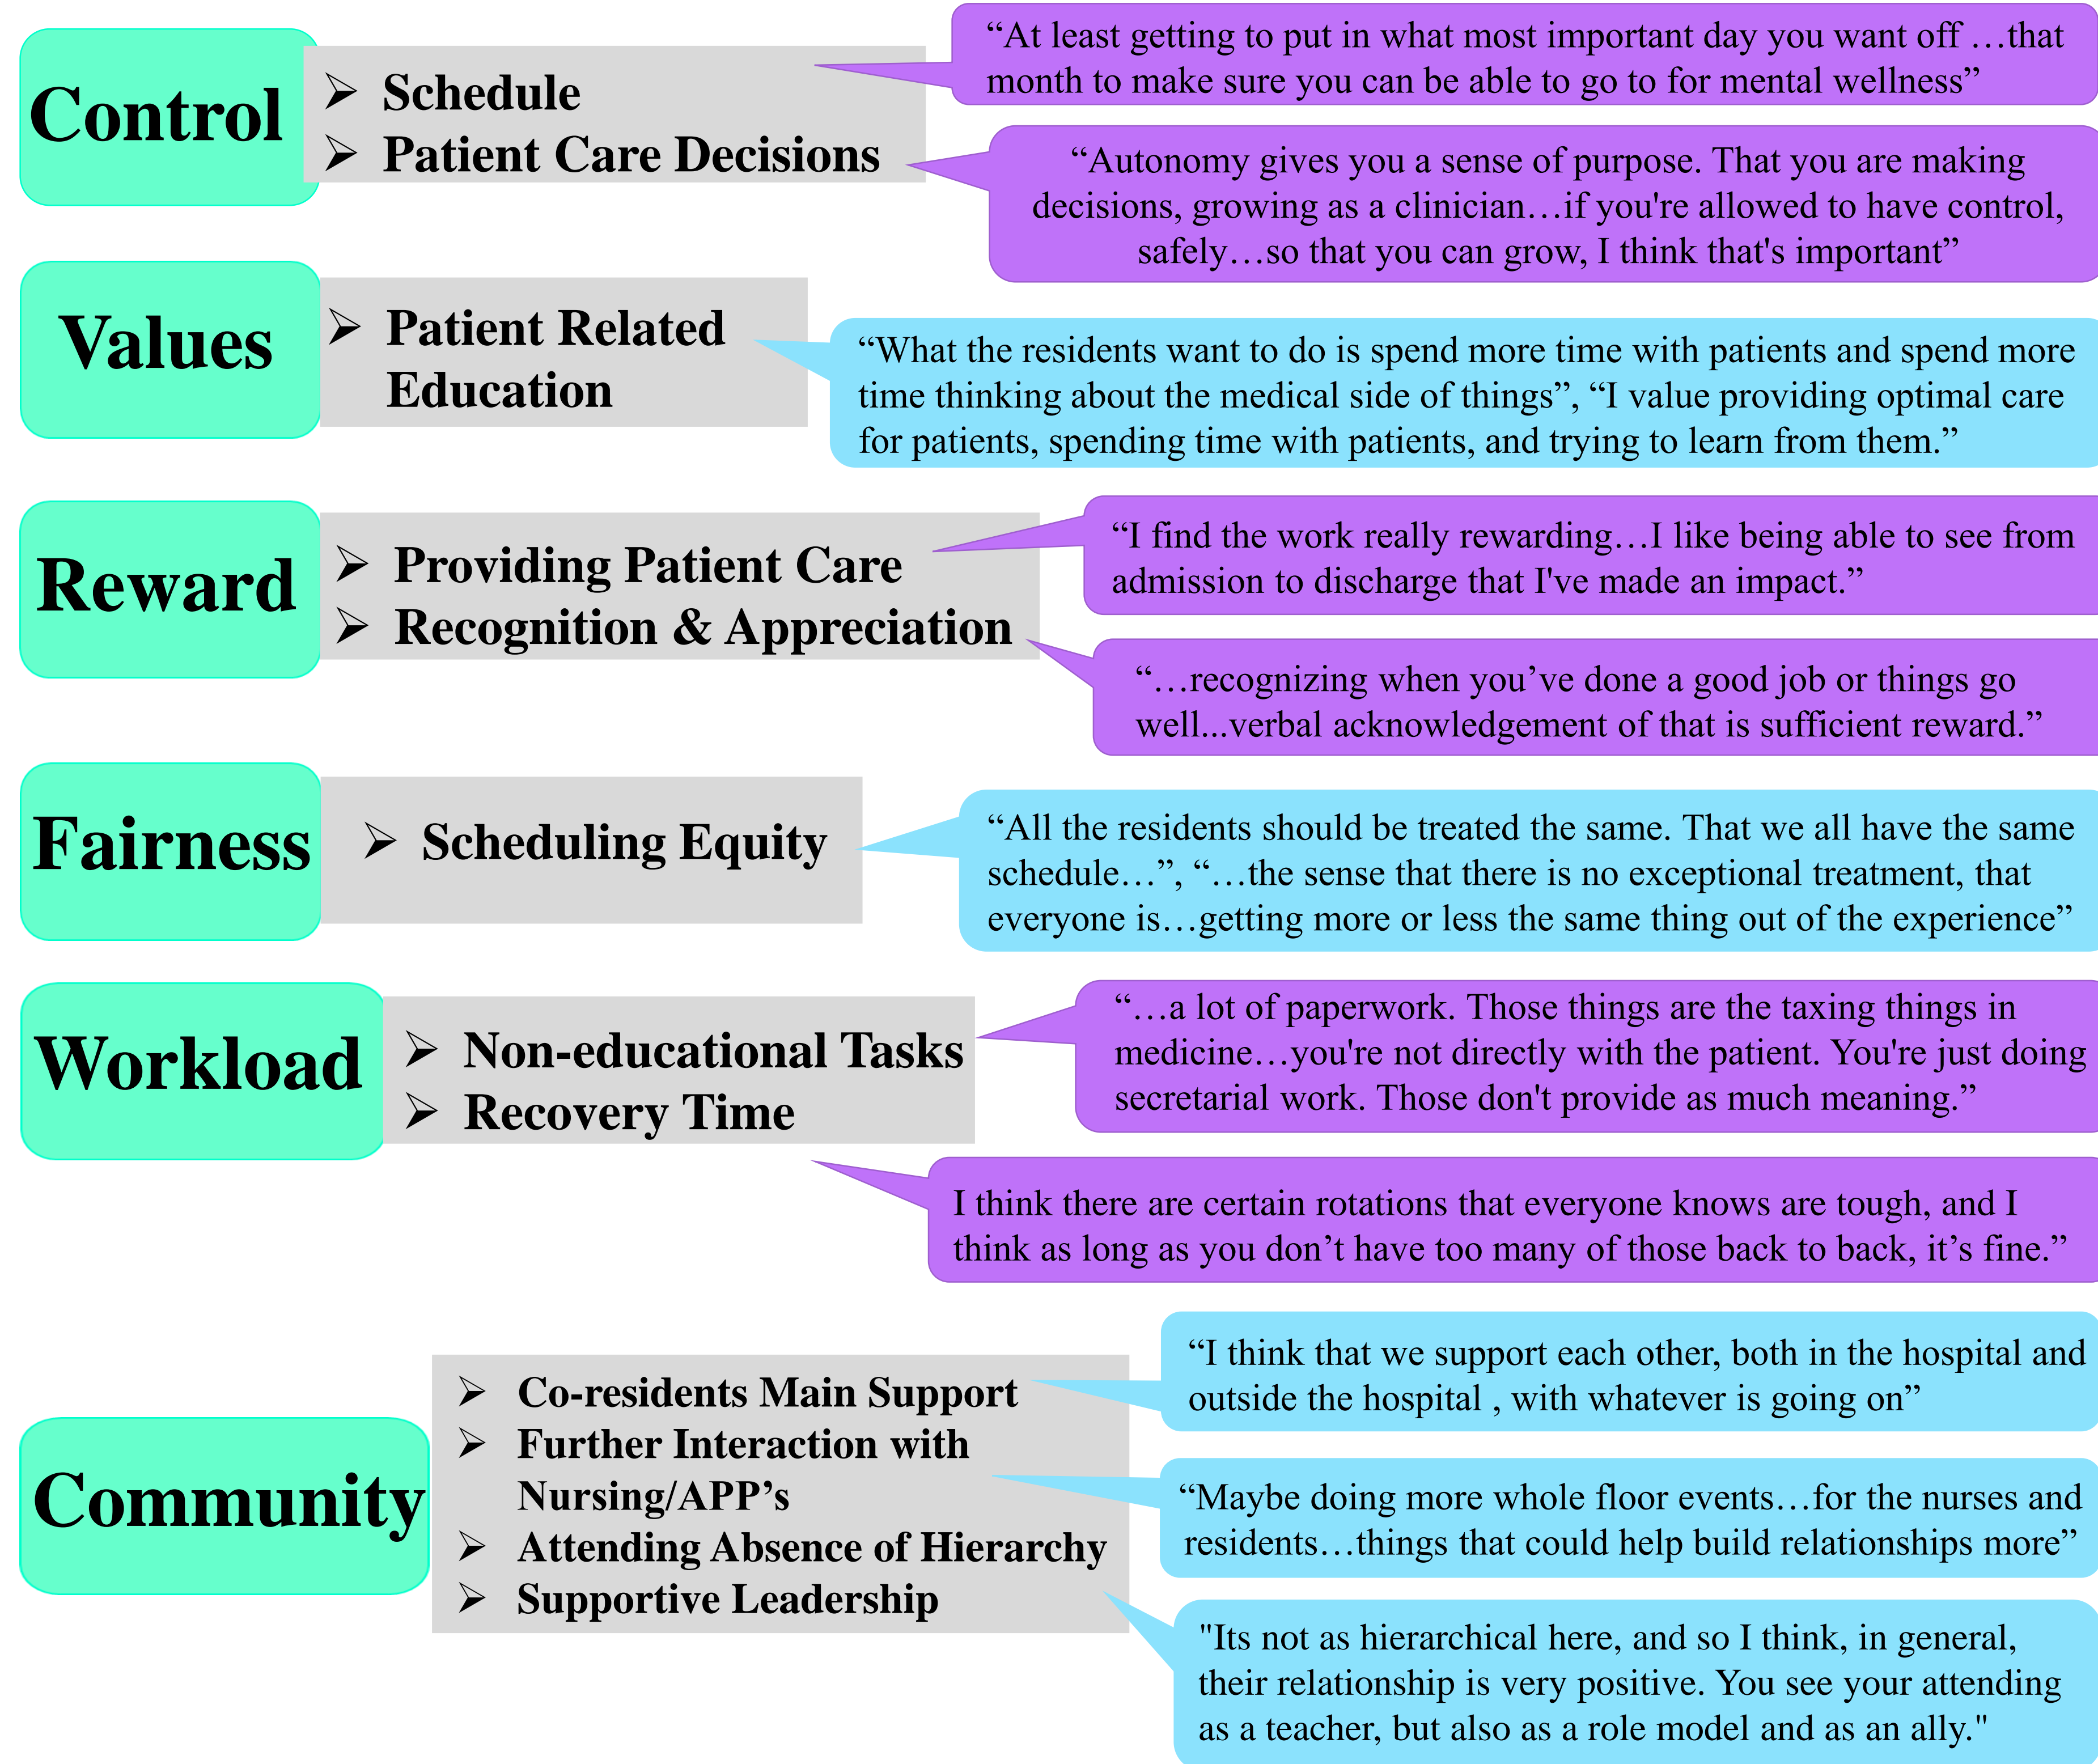 Control
➢ Schedule
➢ Patient Care Decisions
“At least getting to put in what most important day you want off …that
month to make sure you can be able to go to for mental wellness”
“Autonomy gives you a sense of purpose. That you are making
decisions, growing as a clinician…if you're allowed to have control,
safely…so that you can grow, I think that's important”
Values
➢ Patient Related
Education
“What the residents want to do is spend more time with patients and spend more
time thinking about the medical side of things”, “I value providing optimal care
for patients, spending time with patients, and trying to learn from them.”
Reward
➢ Providing Patient Care
➢ Recognition & Appreciation
“I find the work really rewarding…I like being able to see from
admission to discharge that I've made an impact.”
“…recognizing when you’ve done a good job or things go
well...verbal acknowledgement of that is sufficient reward.”
Fairness
➢ Scheduling Equity
“All the residents should be treated the same. That we all have the same
schedule…”, “…the sense that there is no exceptional treatment, that
everyone is…getting more or less the same thing out of the experience”
Workload
➢ Non-educational Tasks
➢ Recovery Time
“…a lot of paperwork. Those things are the taxing things in
medicine…you're not directly with the patient. You're just doing
secretarial work. Those don't provide as much meaning.”
I think there are certain rotations that everyone knows are tough, and I
think as long as you don’t have too many of those back to back, it’s fine.”
Community
➢ Co-residents Main Support
➢ Further Interaction with
Nursing/APP’s
➢ Attending Absence of Hierarchy
➢ Supportive Leadership
“I think that we support each other, both in the hospital and
outside the hospital , with whatever is going on”
“Maybe doing more whole floor events…for the nurses and
residents…things that could help build relationships more”
"Its not as hierarchical here, and so I think, in general,
their relationship is very positive. You see your attending
as a teacher, but also as a role model and as an ally."